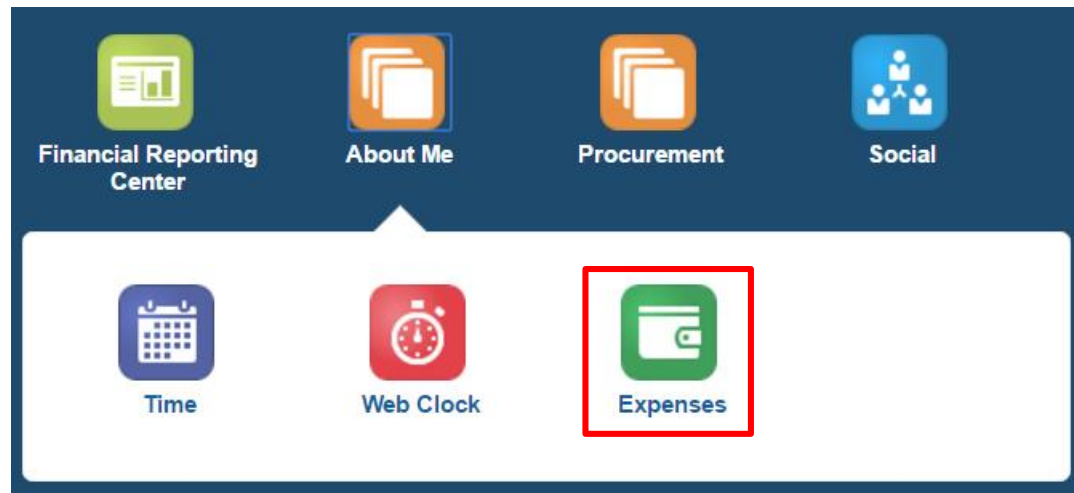 Financial Reporting
Center
About Me
Procurement
Social
Time
Web Clock
Expenses